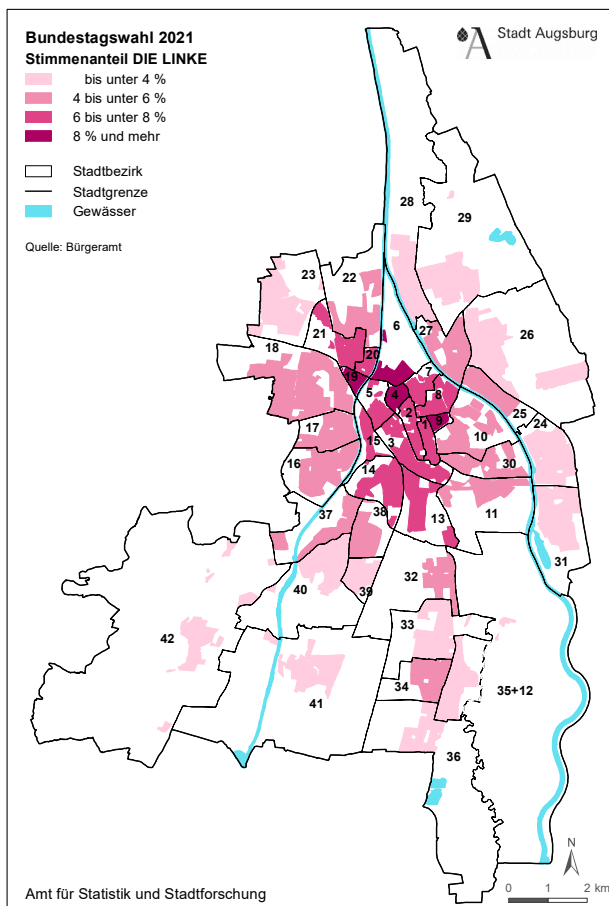 Bundestagswahl 2021
Stimmenanteil DIE LINKE
bis unter 4 %
4 bis unter 6 %
6 bis unter 8 %
8 % und mehr
Stadtbezirk
Stadtgrenze
Gewässer
Quelle: Bürgeramt
Stadt Augsburg
28
29
23
22
6
27
26
21
18
20
7
19
5
4
8
2
25
24
9
1
17
10
15
3
30
16
14
37
38
13
11
31
32
40
39
33
42
34
35+12
41
36
N
0 1 2 km
Amt für Statistik und Stadtforschung